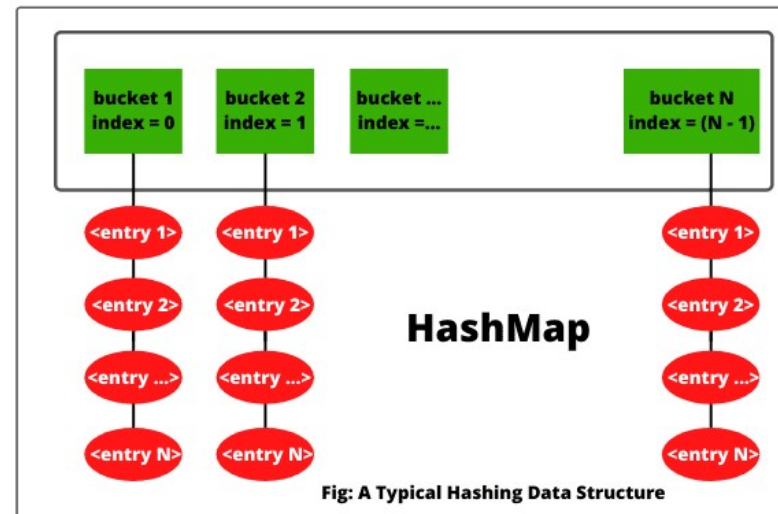 bucket 1
index = 0
bucket 2
index = 1
bucket ...
index =...
bucket N
index = (N - 1)
<entry 1>
<entry 1>
<entry 1>
<entry 2>
<entry 2>
<entry 2>
HashMap
<entry ...>
<entry ...>
<entry ...>
<entry N>
<entry N>
<entry N>
Fig: A Typical Hashing Data Structure